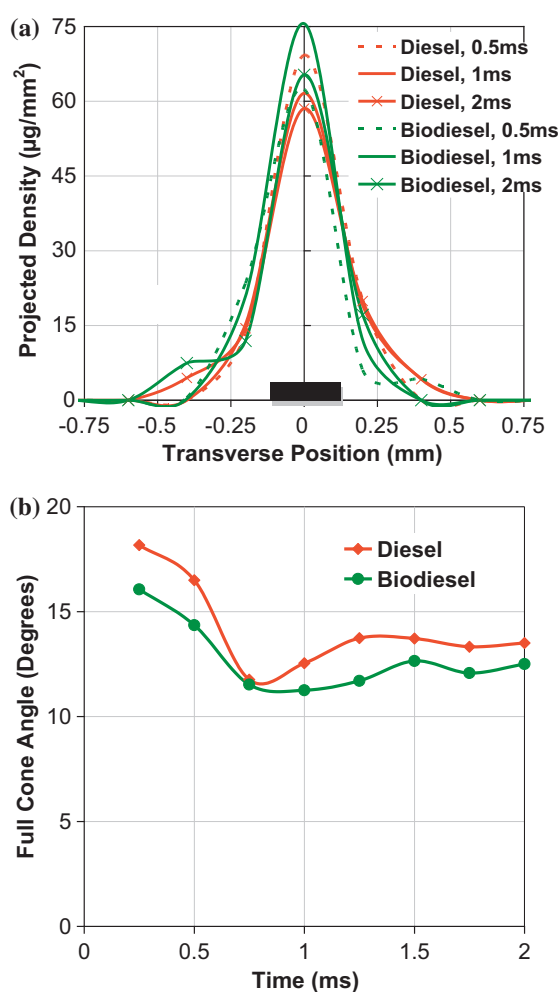 (a)
75
60
45
30
15
0
Projected Density (µg/mm²)
Diesel, 0.5ms
Diesel, 1ms
Diesel, 2ms
Biodiesel, 0.5ms
Biodiesel, 1ms
Biodiesel, 2ms
-0.75 -0.5 -0.25 0 0.25 0.5 0.75
Transverse Position (mm)
(b)
20
15
10
5
0
Full Cone Angle (Degrees)
Diesel
Biodiesel
0 0.5 1 1.5 2
Time (ms)